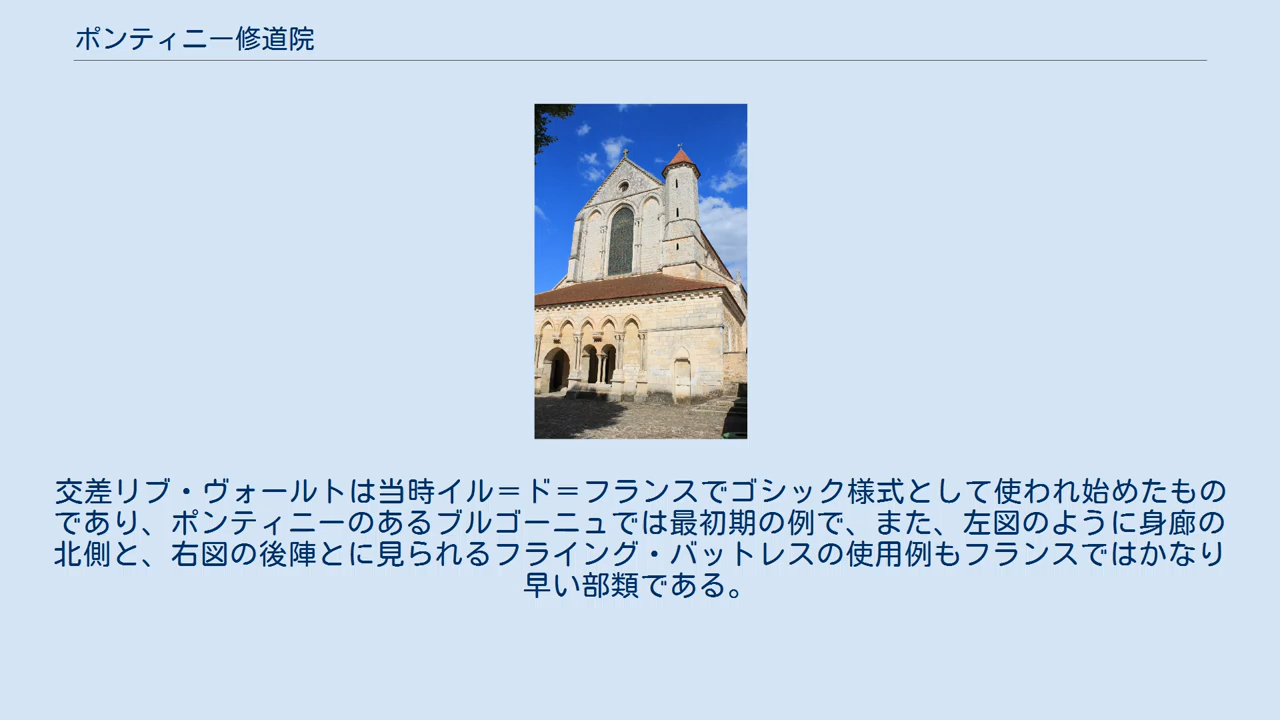 ポンティニー修道院
交差リブ・ヴォールトは当時イル＝ド＝フランスでゴシック様式として使われ始めたもの
であり、ポンティニーのあるブルゴーニュでは最初期の例で、また、左図のように身廊の
北側と、右図の後陣とに見られるフライング・バットレスの使用例もフランスではかなり
早い部類である。